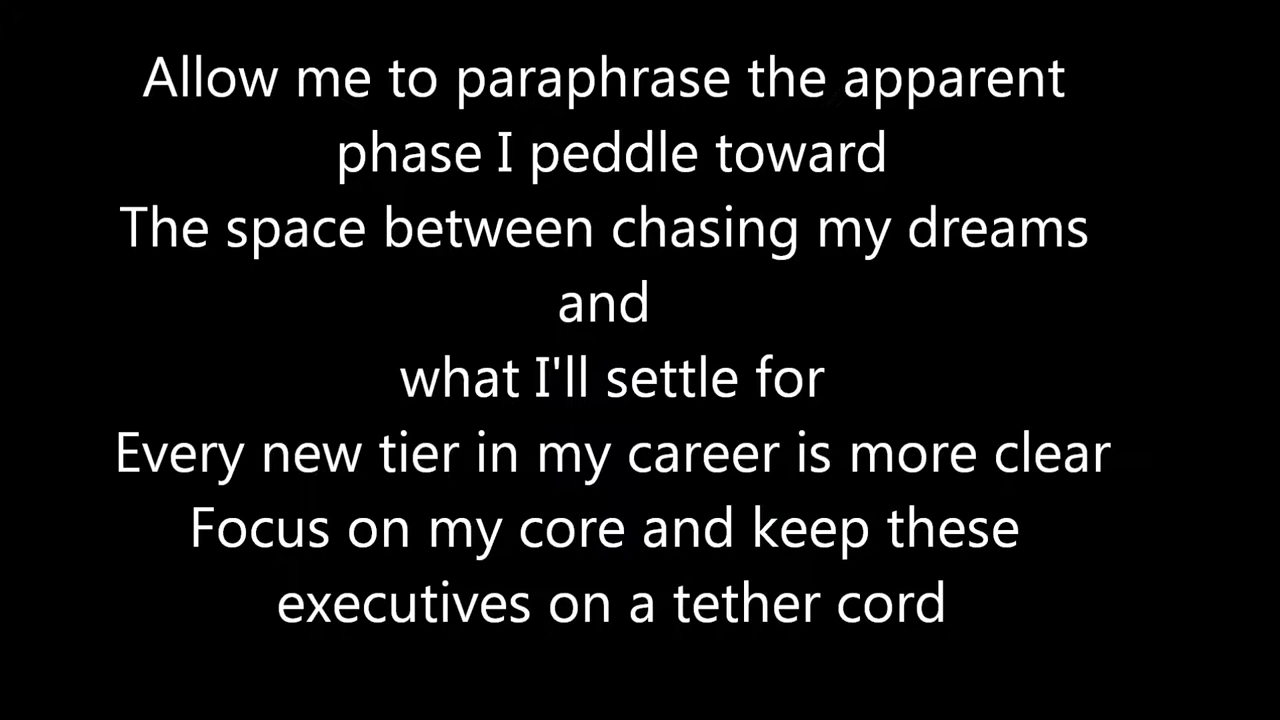 Allow me to paraphrase the apparent
phase I peddle toward
The space between chasing my dreams
and
what I'll settle for
Every new tier in my career is more clear
Focus on my core and keep these
executives on a tether cord